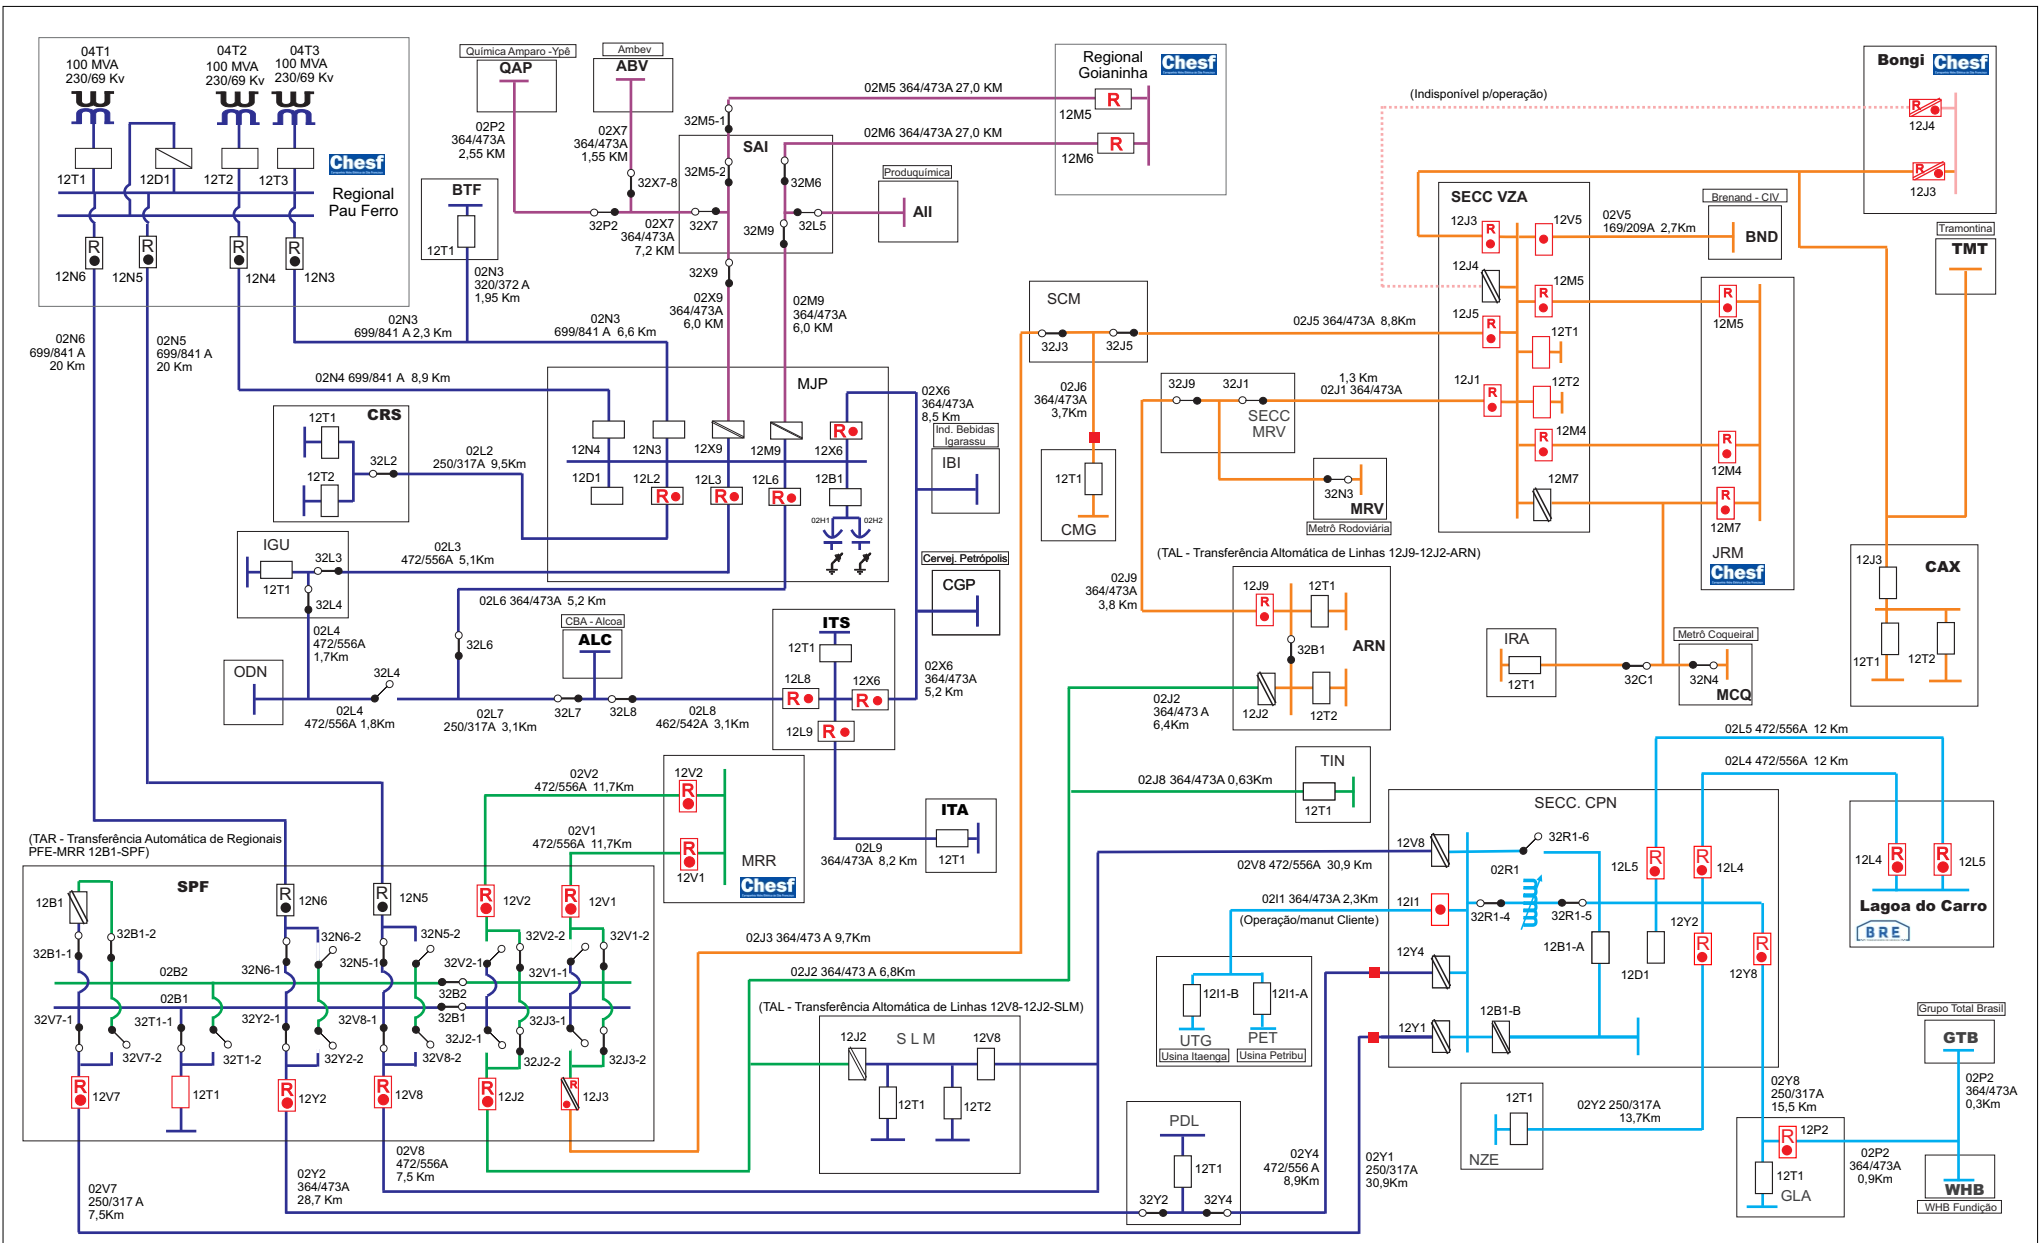 04T1
100 MVA
230/69 Kv
04T2
100 MVA
230/69 Kv
04T3
100 MVA
230/69 Kv
12T1
12D1
12T2
12T3
Chesf
Regional
Pau Ferro
R
R
R
R
12N6
12N5
12N4
12N3
02N6
699/841 A
20 Km
02N5
699/841 A
20 Km
02N3
699/841 A 2,3 Km
02N3
699/841 A 6,6 Km
02N4 699/841 A 8,9 Km
BTF
12T1
02N3
320/372 A
1,95 Km
Química Amparo -Ypê
QAP
02P2
364/473A
2,55 KM
Ambev
ABV
02X7
364/473A
1,55 KM
32X7-8
32P2
02X7
364/473A
7,2 KM
32X7
SAI
32M5-1
32M5-2
32M6
32M9
32L5
32X9
02X9
364/473A
6,0 KM
02M9
364/473A
6,0 KM
02M5 364/473A 27,0 KM
02M6 364/473A 27,0 KM
Produquímica
AII
Regional
Goianinha
Chesf
R
12M5
R
12M6
(Indisponível p/operação)
Bongi
Chesf
R
12J4
R
12J3
SECC VZA
12J3
R
12V5
12J4
12M5
R
12J5
R
12T1
12J1
R
12T2
12M4
R
12M7
02V5
169/209A 2,7Km
Brenand - CIV
BND
R
12M5
R
12M4
R
12M7
JRM
Chesf
Tramontina
TMT
12J3
CAX
12T1
12T2
IRA
12T1
32C1
Metrô Coqueiral
32N4
MCQ
SCM
32J3
32J5
02J5 364/473A 8,8Km
02J6
364/473A
3,7Km
12T1
CMG
32J9
32J1
SECC
MRV
1,3 Km
02J1 364/473A
32N3
MRV
Metrô Rodoviária
(TAL - Transferência Altomática de Linhas 12J9-12J2-ARN)
02J9
364/473A
3,8 Km
12J9
R
12T1
32B1
ARN
12J2
12T2
02J2
364/473 A
6,4Km
CRS
12T1
12T2
32L2
02L2
250/317A 9,5Km
MJP
12N4
12N3
12X9
12M9
R
12X6
12D1
12L2
R
12L3
R
12L6
R
12B1
02H1
02H2
02X6
364/473A
8,5 Km
Ind. Bebidas
Igarassu
IBI
Cervej. Petrópolis
CGP
02X6
364/473A
5,2 Km
IGU
12T1
32L3
32L4
02L3
472/556A 5,1Km
02L4
472/556A
1,7Km
ODN
32L4
02L4
472/556A 1,8Km
02L6 364/473A 5,2 Km
32L6
CBA - Alcoa
ALC
02L7
250/317A 3,1Km
32L7
32L8
02L8
462/542A 3,1Km
ITS
12T1
12L8
R
12X6
R
12L9
R
ITA
12T1
02L9
364/473A 8,2 Km
02V2
472/556A 11,7Km
12V2
R
02V1
472/556A 11,7Km
R
12V1
MRR
Chesf
(TAR - Transferência Automática de Regionais
PFE-MRR 12B1-SPF)
SPF
12B1
R
12N6
R
12N5
R
12V2
R
12V1
32B1-2
32B1-1
32N6-2
32N6-1
32N5-2
32N5-1
32V2-2
32V2-1
32V1-2
32V1-1
02B2
32B2
02B1
32B1
32V7-1
32T1-1
32Y2-1
32V8-1
32J2-1
32J3-1
32V7-2
32T1-2
32Y2-2
32V8-2
32J2-2
32J3-2
R
12V7
12T1
R
12Y2
R
12V8
R
12J2
R
12J3
02V7
250/317 A
7,5Km
02Y2
364/473A
28,7 Km
02V8
472/556A
7,5 Km
02J3 364/473 A 9,7Km
02J2 364/473 A 6,8Km
(TAL - Transferência Altomática de Linhas 12V8-12J2-SLM)
SLM
12J2
12V8
12T1
12T2
02J8 364/473A 0,63Km
TIN
12T1
02V8 472/556A 30,9 Km
02I1 364/473A 2,3Km
(Operação/manut Cliente)
12I1-B
12I1-A
UTG
PET
Usina Itaenga
Usina Petribu
PDL
12T1
32Y2
32Y4
02Y4
472/556 A
8,9Km
02Y1
250/317A
30,9Km
SECC. CPN
12V8
12I1
12Y4
12Y1
32R1-6
02R1
32R1-4
32R1-5
12B1-A
12B1-B
12D1
12L5
R
R
12L4
12Y2
R
12Y8
R
02L5 472/556A 12 Km
02L4 472/556A 12 Km
12L4
R
R
12L5
Lagoa do Carro
BRE
12T1
NZE
02Y2 250/317A
13,7Km
02Y8
250/317A
15,5 Km
R
12P2
12T1
GLA
02P2
364/473A
0,9Km
Grupo Total Brasil
GTB
02P2
364/473A
0,3Km
WHB
WHB Fundição